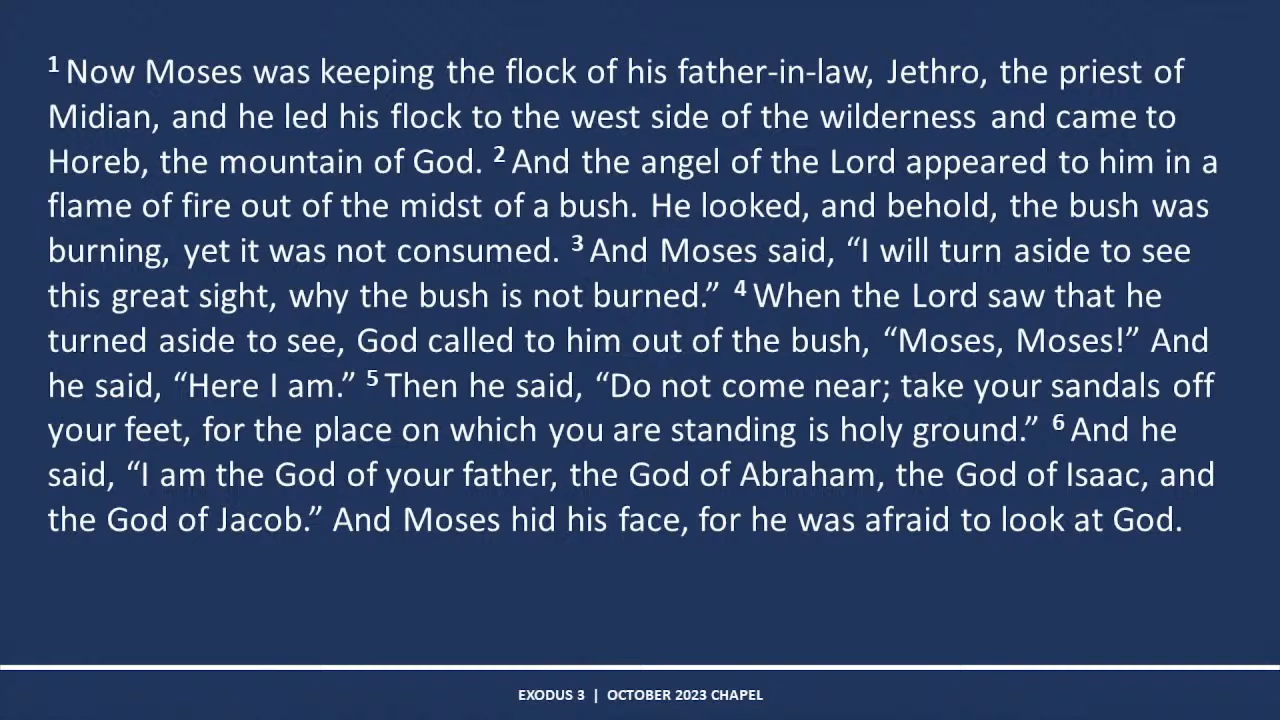 1 Now Moses was keeping the flock of his father-in-law, Jethro, the priest of
Midian, and he led his flock to the west side of the wilderness and came to
Horeb, the mountain of God. 2 And the angel of the Lord appeared to him in a
flame of fire out of the midst of a bush. He looked, and behold, the bush was
burning, yet it was not consumed. 3 And Moses said, “I will turn aside to see
this great sight, why the bush is not burned.” 4 When the Lord saw that he
turned aside to see, God called to him out of the bush, “Moses, Moses!” And
he said, “Here I am.” 5 Then he said, “Do not come near; take your sandals off
your feet, for the place on which you are standing is holy ground.” 6 And he
said, “I am the God of your father, the God of Abraham, the God of Isaac, and
the God of Jacob.” And Moses hid his face, for he was afraid to look at God.
EXODUS 3 | OCTOBER 2023 CHAPEL